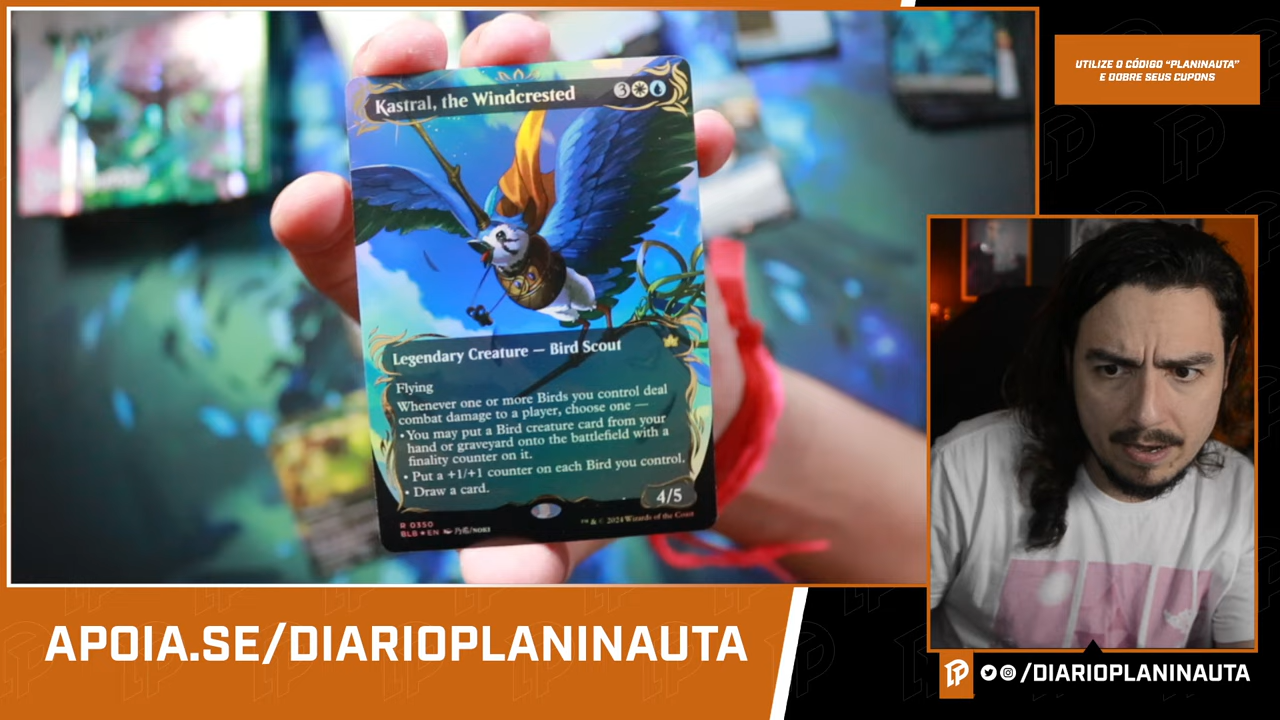 Kastral, the Windcrested
3
Legendary Creature — Bird Scout
Flying
Whenever one or more Birds you control deal
combat damage to a player, choose one —
• You may put a Bird creature card from your
hand or graveyard onto the battlefield with a
finality counter on it.
• Put a +1/+1 counter on each Bird you control.
• Draw a card.
4/5
R 0350
BLB ★ EN
™ & © 2024 Wizards of the Coast
UTILIZE O CÓDIGO “PLANINAUTA”
E DOBRE SEUS CUPONS
APOIA.SE/DIARIOPLANINAUTA
/DIARIOPLANINAUTA